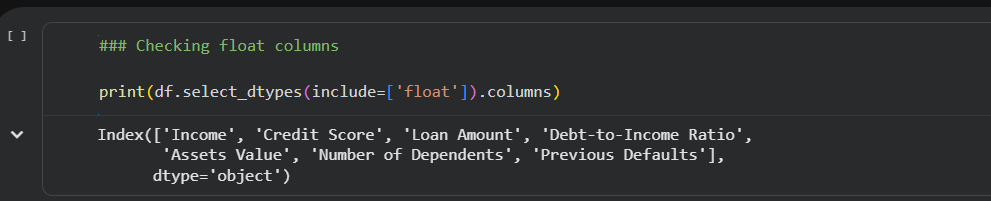 [ ]
### Checking float columns
print(df.select_dtypes(include=['float']).columns)
Index(['Income', 'Credit Score', 'Loan Amount', 'Debt-to-Income Ratio',
'Assets Value', 'Number of Dependents', 'Previous Defaults'],
dtype='object')